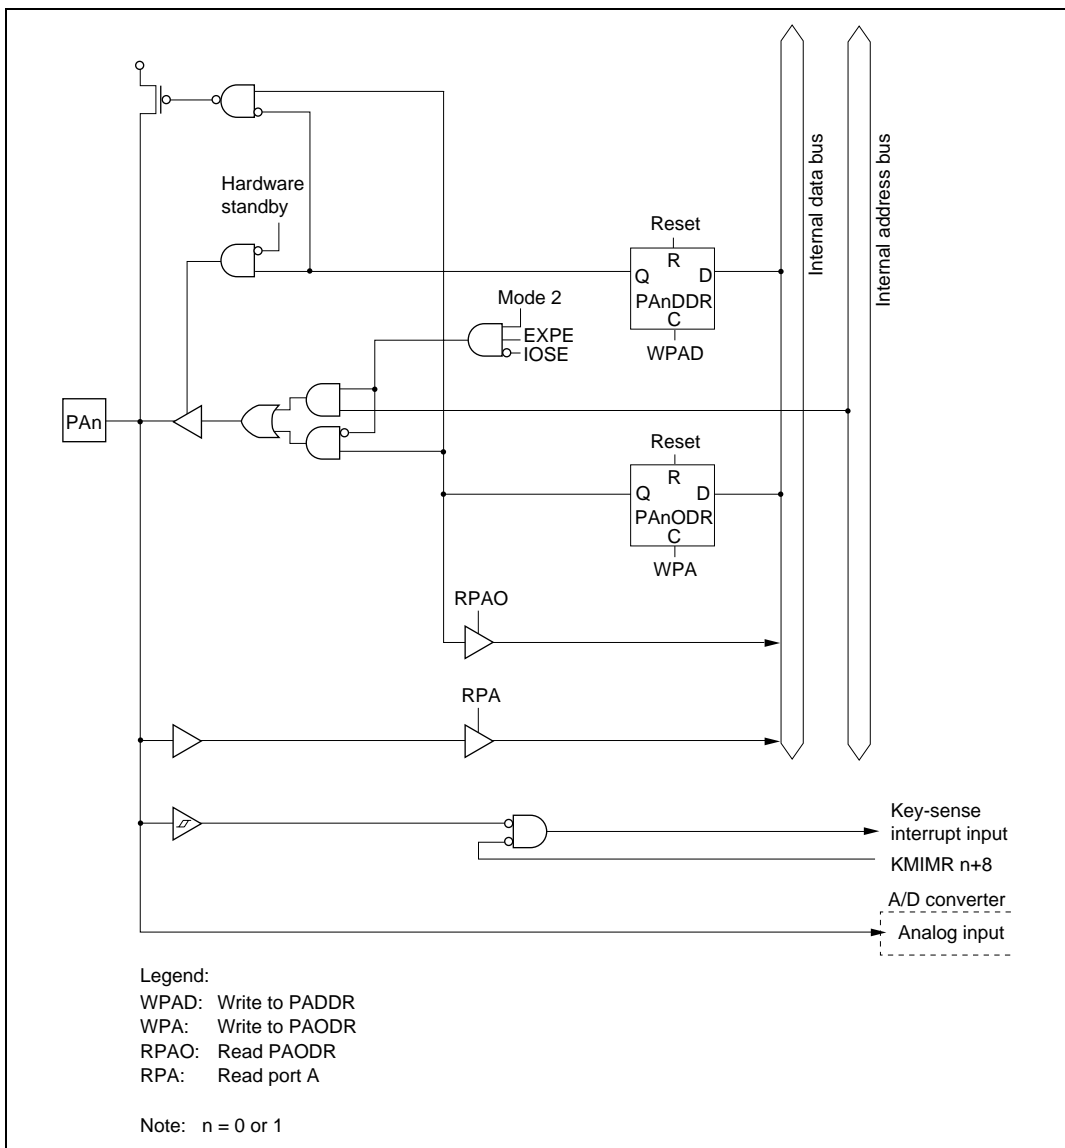 Hardware
standby
Internal data bus
Internal address bus
Reset
R
Q D
PAnDDR
C
WPAD
Mode 2
EXPE
IOSE
PAn
Reset
R
Q D
PAnODR
C
WPA
RPAO
RPA
Key-sense
interrupt input
KMIMR n+8
A/D converter
Analog input
Legend:
WPAD: Write to PADDR
WPA: Write to PAODR
RPAO: Read PAODR
RPA: Read port A
Note: n = 0 or 1